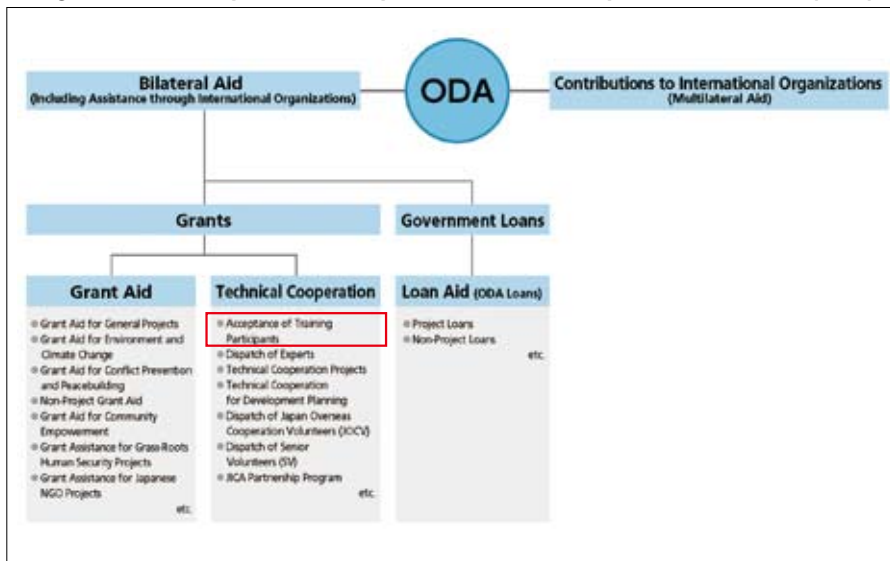 ODA
Bilateral Aid
(Including Assistance through International Organizations)
Contributions to International Organizations
(Multilateral Aid)
Grants
Government Loans
Grant Aid
Grant Aid for General Projects
Grant Aid for Environment and
Climate Change
Grant Aid for Conflict Prevention
and Peacebuilding
Non-Project Grant Aid
Grant Aid for Community
Empowerment
Grant Assistance for Grass-Roots
Human Security Projects
Grant Assistance for Japanese
NGO Projects
etc.
Technical Cooperation
Acceptance of Training
Participants
Dispatch of Experts
Technical Cooperation Projects
Technical Cooperation
for Development Planning
Dispatch of Japan Overseas
Cooperation Volunteers (JOCV)
Dispatch of Senior
Volunteers (SV)
JICA Partnership Program
etc.
Loan Aid (ODA Loans)
Project Loans
Non-Project Loans
etc.